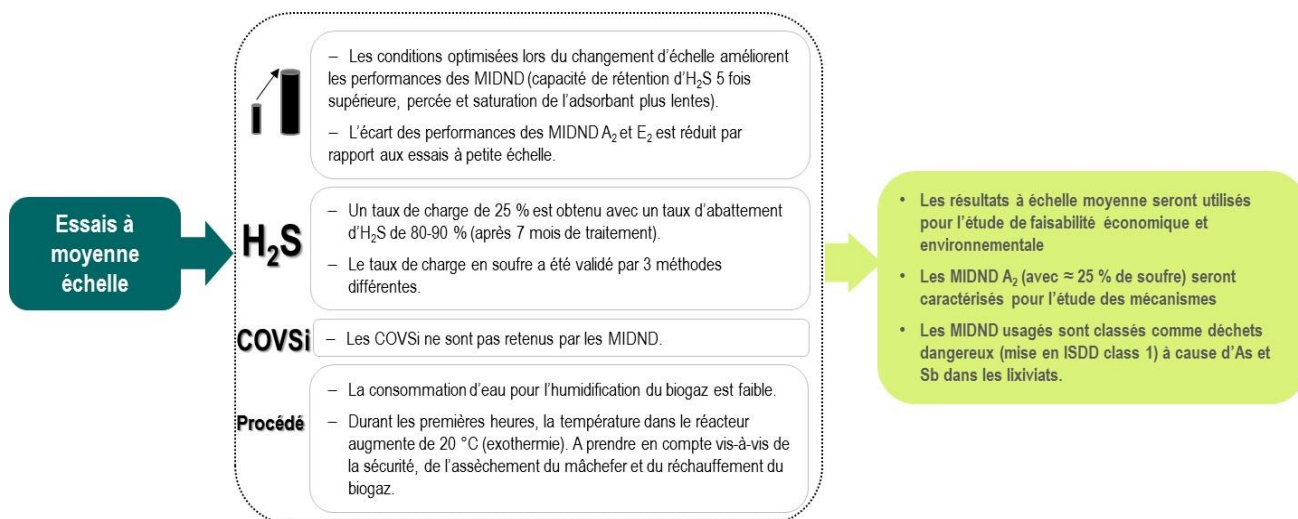 Essais à
moyenne
échelle
– Les conditions optimisées lors du changement d’échelle améliorent
les performances des MIDND (capacité de rétention d’H₂S 5 fois
supérieure, percée et saturation de l’adsorbant plus lentes).
– L’écart des performances des MIDND A₂ et E₂ est réduit par
rapport aux essais à petite échelle.
H₂S
– Un taux de charge de 25 % est obtenu avec un taux d’abattement
d’H₂S de 80-90 % (après 7 mois de traitement).
– Le taux de charge en soufre a été validé par 3 méthodes
différentes.
COVSi
– Les COVSi ne sont pas retenus par les MIDND.
Procédé
– La consommation d’eau pour l’humidification du biogaz est faible.
– Durant les premières heures, la température dans le réacteur
augmente de 20 °C (exothermie). A prendre en compte vis-à-vis de
la sécurité, de l’assèchement du mâchefer et du réchauffement du
biogaz.
• Les résultats à échelle moyenne seront utilisés
pour l’étude de faisabilité économique et
environnementale
• Les MIDND A₂ (avec ≈ 25 % de soufre) seront
caractérisés pour l’étude des mécanismes
• Les MIDND usagés sont classés comme déchets
dangereux (mise en ISDD class 1) à cause d’As et
Sb dans les lixiviats.